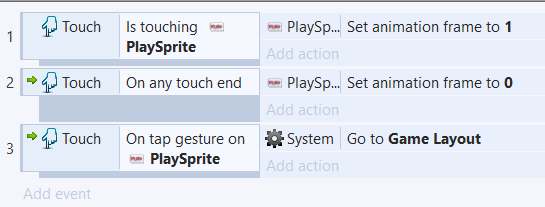 1 Touch Is touching PlaySprite PlaySp... Set animation frame to 1
Add action
2 Touch On any touch end PlaySp... Set animation frame to 0
Add action
3 Touch On tap gesture on PlaySprite System Go to Game Layout
Add action
Add event